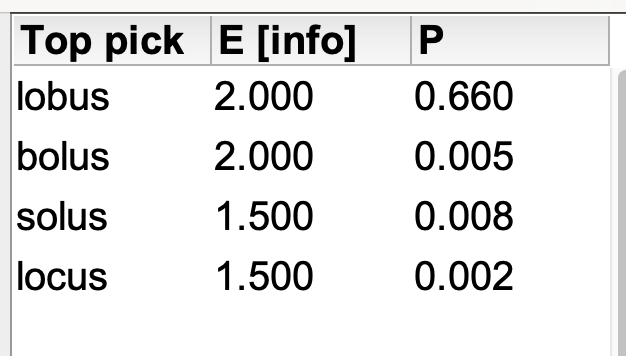 Top pick E [info] P
lobus 2.000 0.660
bolus 2.000 0.005
solus 1.500 0.008
locus 1.500 0.002